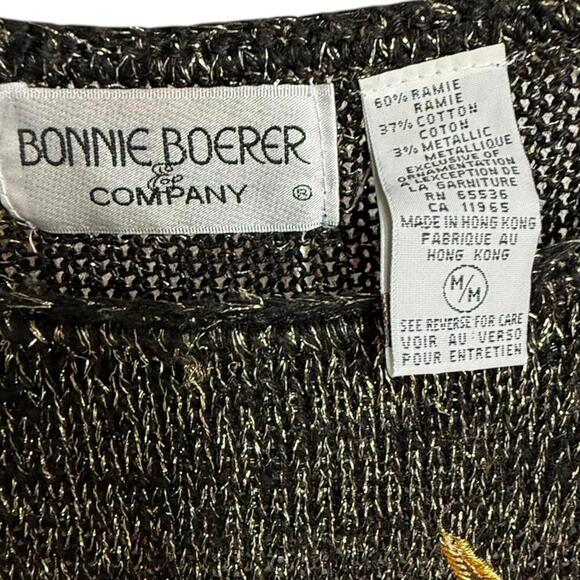 BONNIE BOERER
&
COMPANY ®
60% RAMIE
RAMIE
37% COTTON
COTON
3% METALLIC
METALLIQUE
EXCLUSIVE OF
ORNAMENTATION
A L'EXCEPTION DE
LA GARNITURE
RN 65536
CA 11965
MADE IN HONG KONG
FABRIQUE AU
HONG KONG
M/M
SEE REVERSE FOR CARE
VOIR AU VERSO
POUR ENTRETIEN